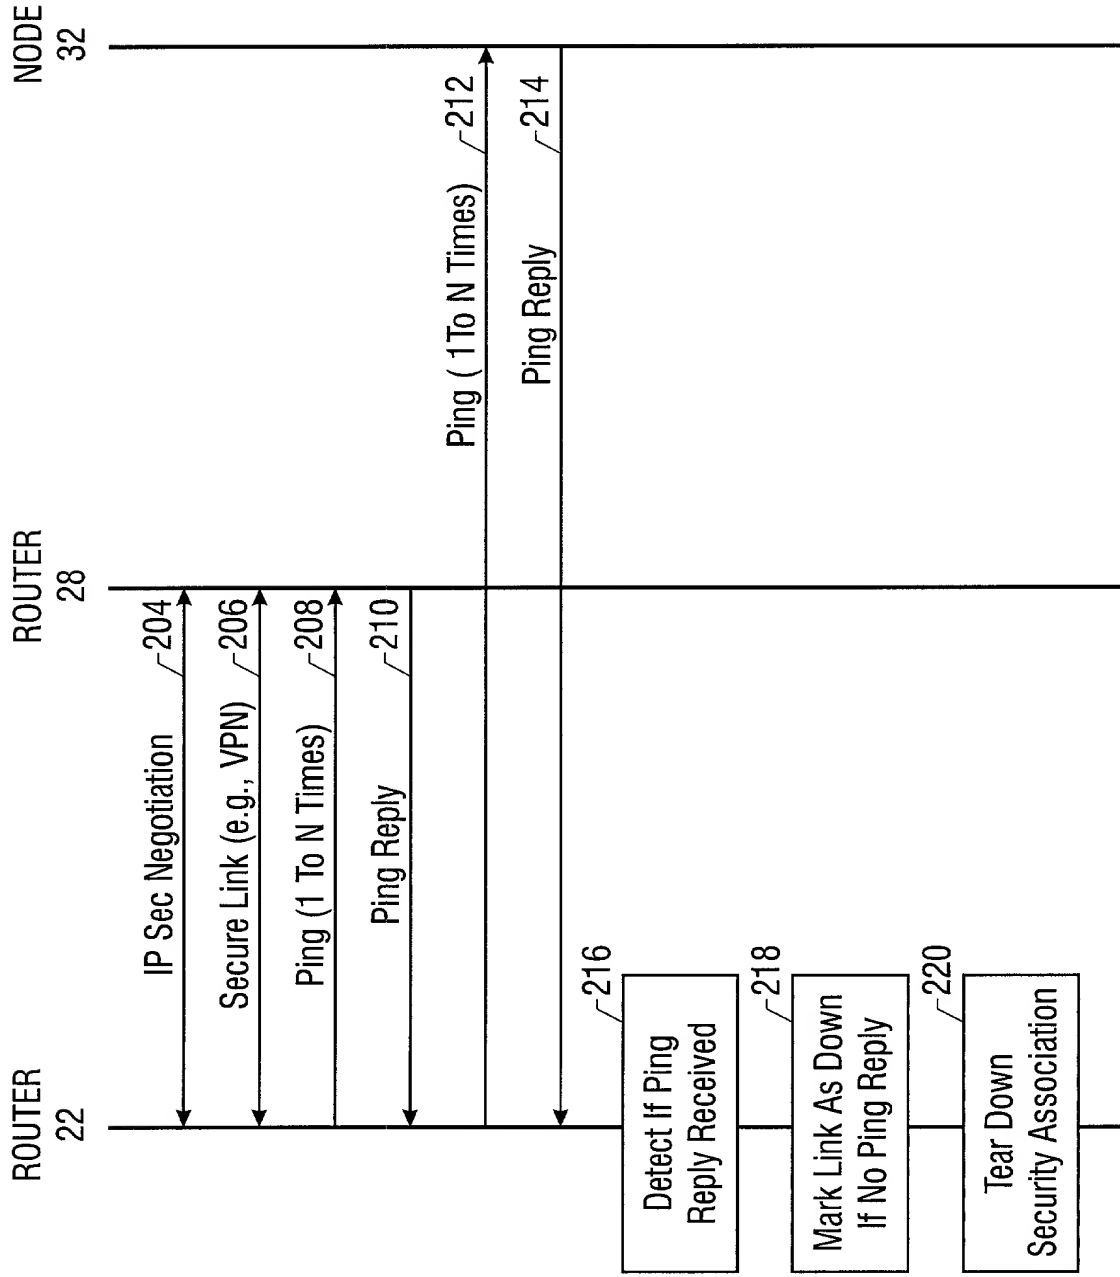 ROUTER
22
ROUTER
28
NODE
32
IP Sec Negotiation
204
Secure Link (e.g., VPN)
206
Ping (1 To N Times)
208
Ping Reply
210
Ping ( 1To N Times)
212
Ping Reply
214
216
Detect If Ping
Reply Received
218
Mark Link As Down
If No Ping Reply
220
Tear Down
Security Association